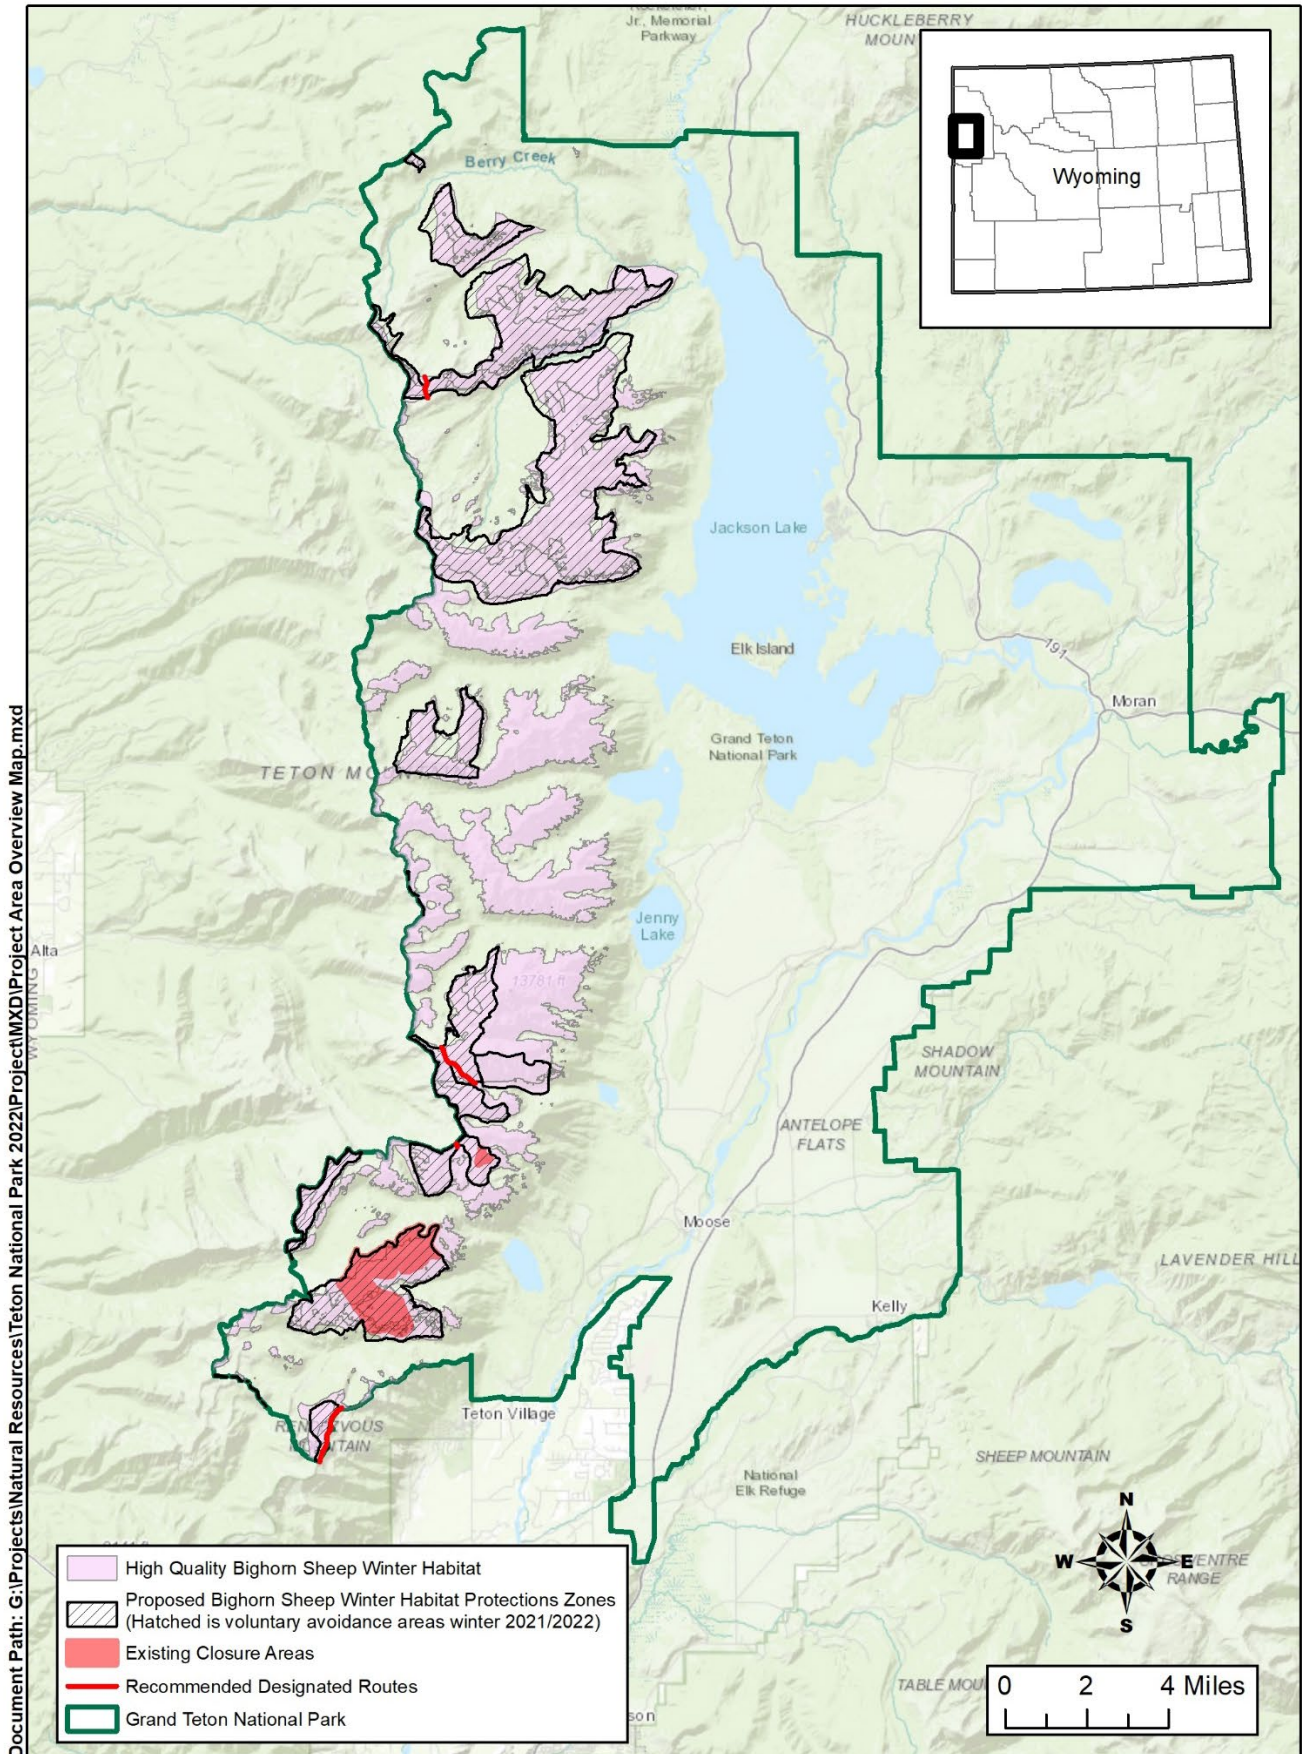 Jr., Memorial
Parkway
HUCKLEBERRY
MOUN
Wyoming
Berry Creek
Jackson Lake
Elk Island
191
Moran
Grand Teton
National Park
TETON MOUN
Jenny
Lake
Alta
WYOMING
13781 ft
SHADOW
MOUNTAIN
ANTELOPE
FLATS
Moose
LAVENDER HILL
Kelly
Teton Village
RENDEZVOUS
MOUNTAIN
SHEEP MOUNTAIN
National
Elk Refuge
N
W
E
S
VENTRE
RANGE
TABLE MOU
son
High Quality Bighorn Sheep Winter Habitat
Proposed Bighorn Sheep Winter Habitat Protections Zones
(Hatched is voluntary avoidance areas winter 2021/2022)
Existing Closure Areas
Recommended Designated Routes
Grand Teton National Park
0 2 4 Miles
Document Path: G:\Projects\Natural Resources\Teton National Park 2022\Project\MXD\Project Area Overview Map.mxd